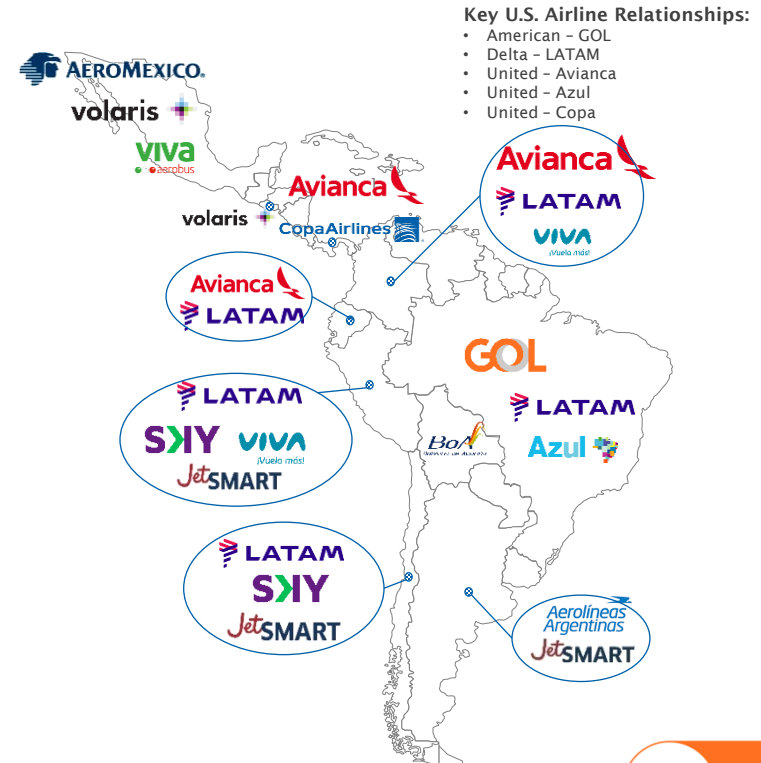 Key U.S. Airline Relationships:
• American – GOL
• Delta – LATAM
• United – Avianca
• United – Azul
• United – Copa
AEROMEXICO.
volaris
viva
aerobus
Avianca
volaris
CopaAirlines
Avianca
LATAM
VIVA
¡Vuela más!
Avianca
LATAM
GOL
LATAM
Azul
LATAM
SKY VIVA
¡Vuela más!
JetSMART
BoA
LATAM
SKY
JetSMART
Aerolíneas
Argentinas
JetSMART